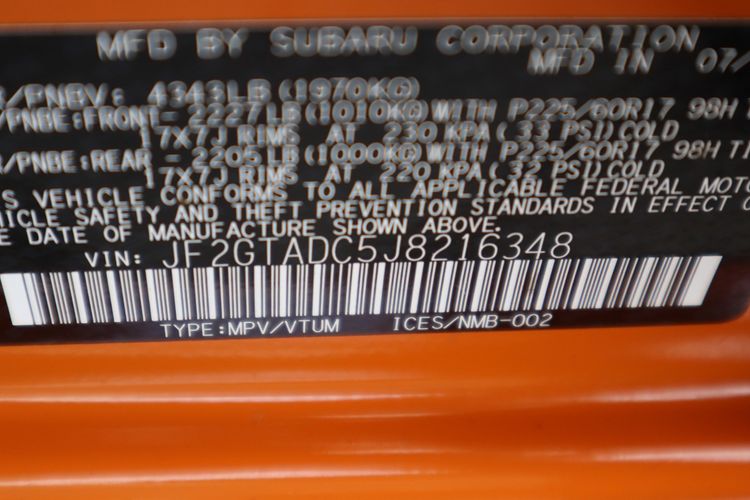 MFD BY SUBARU CORPORATION
MFD IN 07/
/PNBV: 4343LB (1970KG)
/PNBE:FRONT- 2227LB (1010KG) WITH P225/60R17 98H
17X7J RIMS AT 230 KPA (33 PSI) COLD
/PNBE:REAR - 2205LB (1000KG) WITH P225/60R17 98H TI
17X7J RIMS AT 220 KPA (32 PSI) COLD
S VEHICLE CONFORMS TO ALL APPLICABLE FEDERAL MOTO
HICLE SAFETY AND THEFT PREVENTION STANDARDS IN EFFECT O
E DATE OF MANUFACTURE SHOWN ABOVE.
VIN: JF2GTADC5J8216348
TYPE:MPV/VTUM ICES/NMB-002